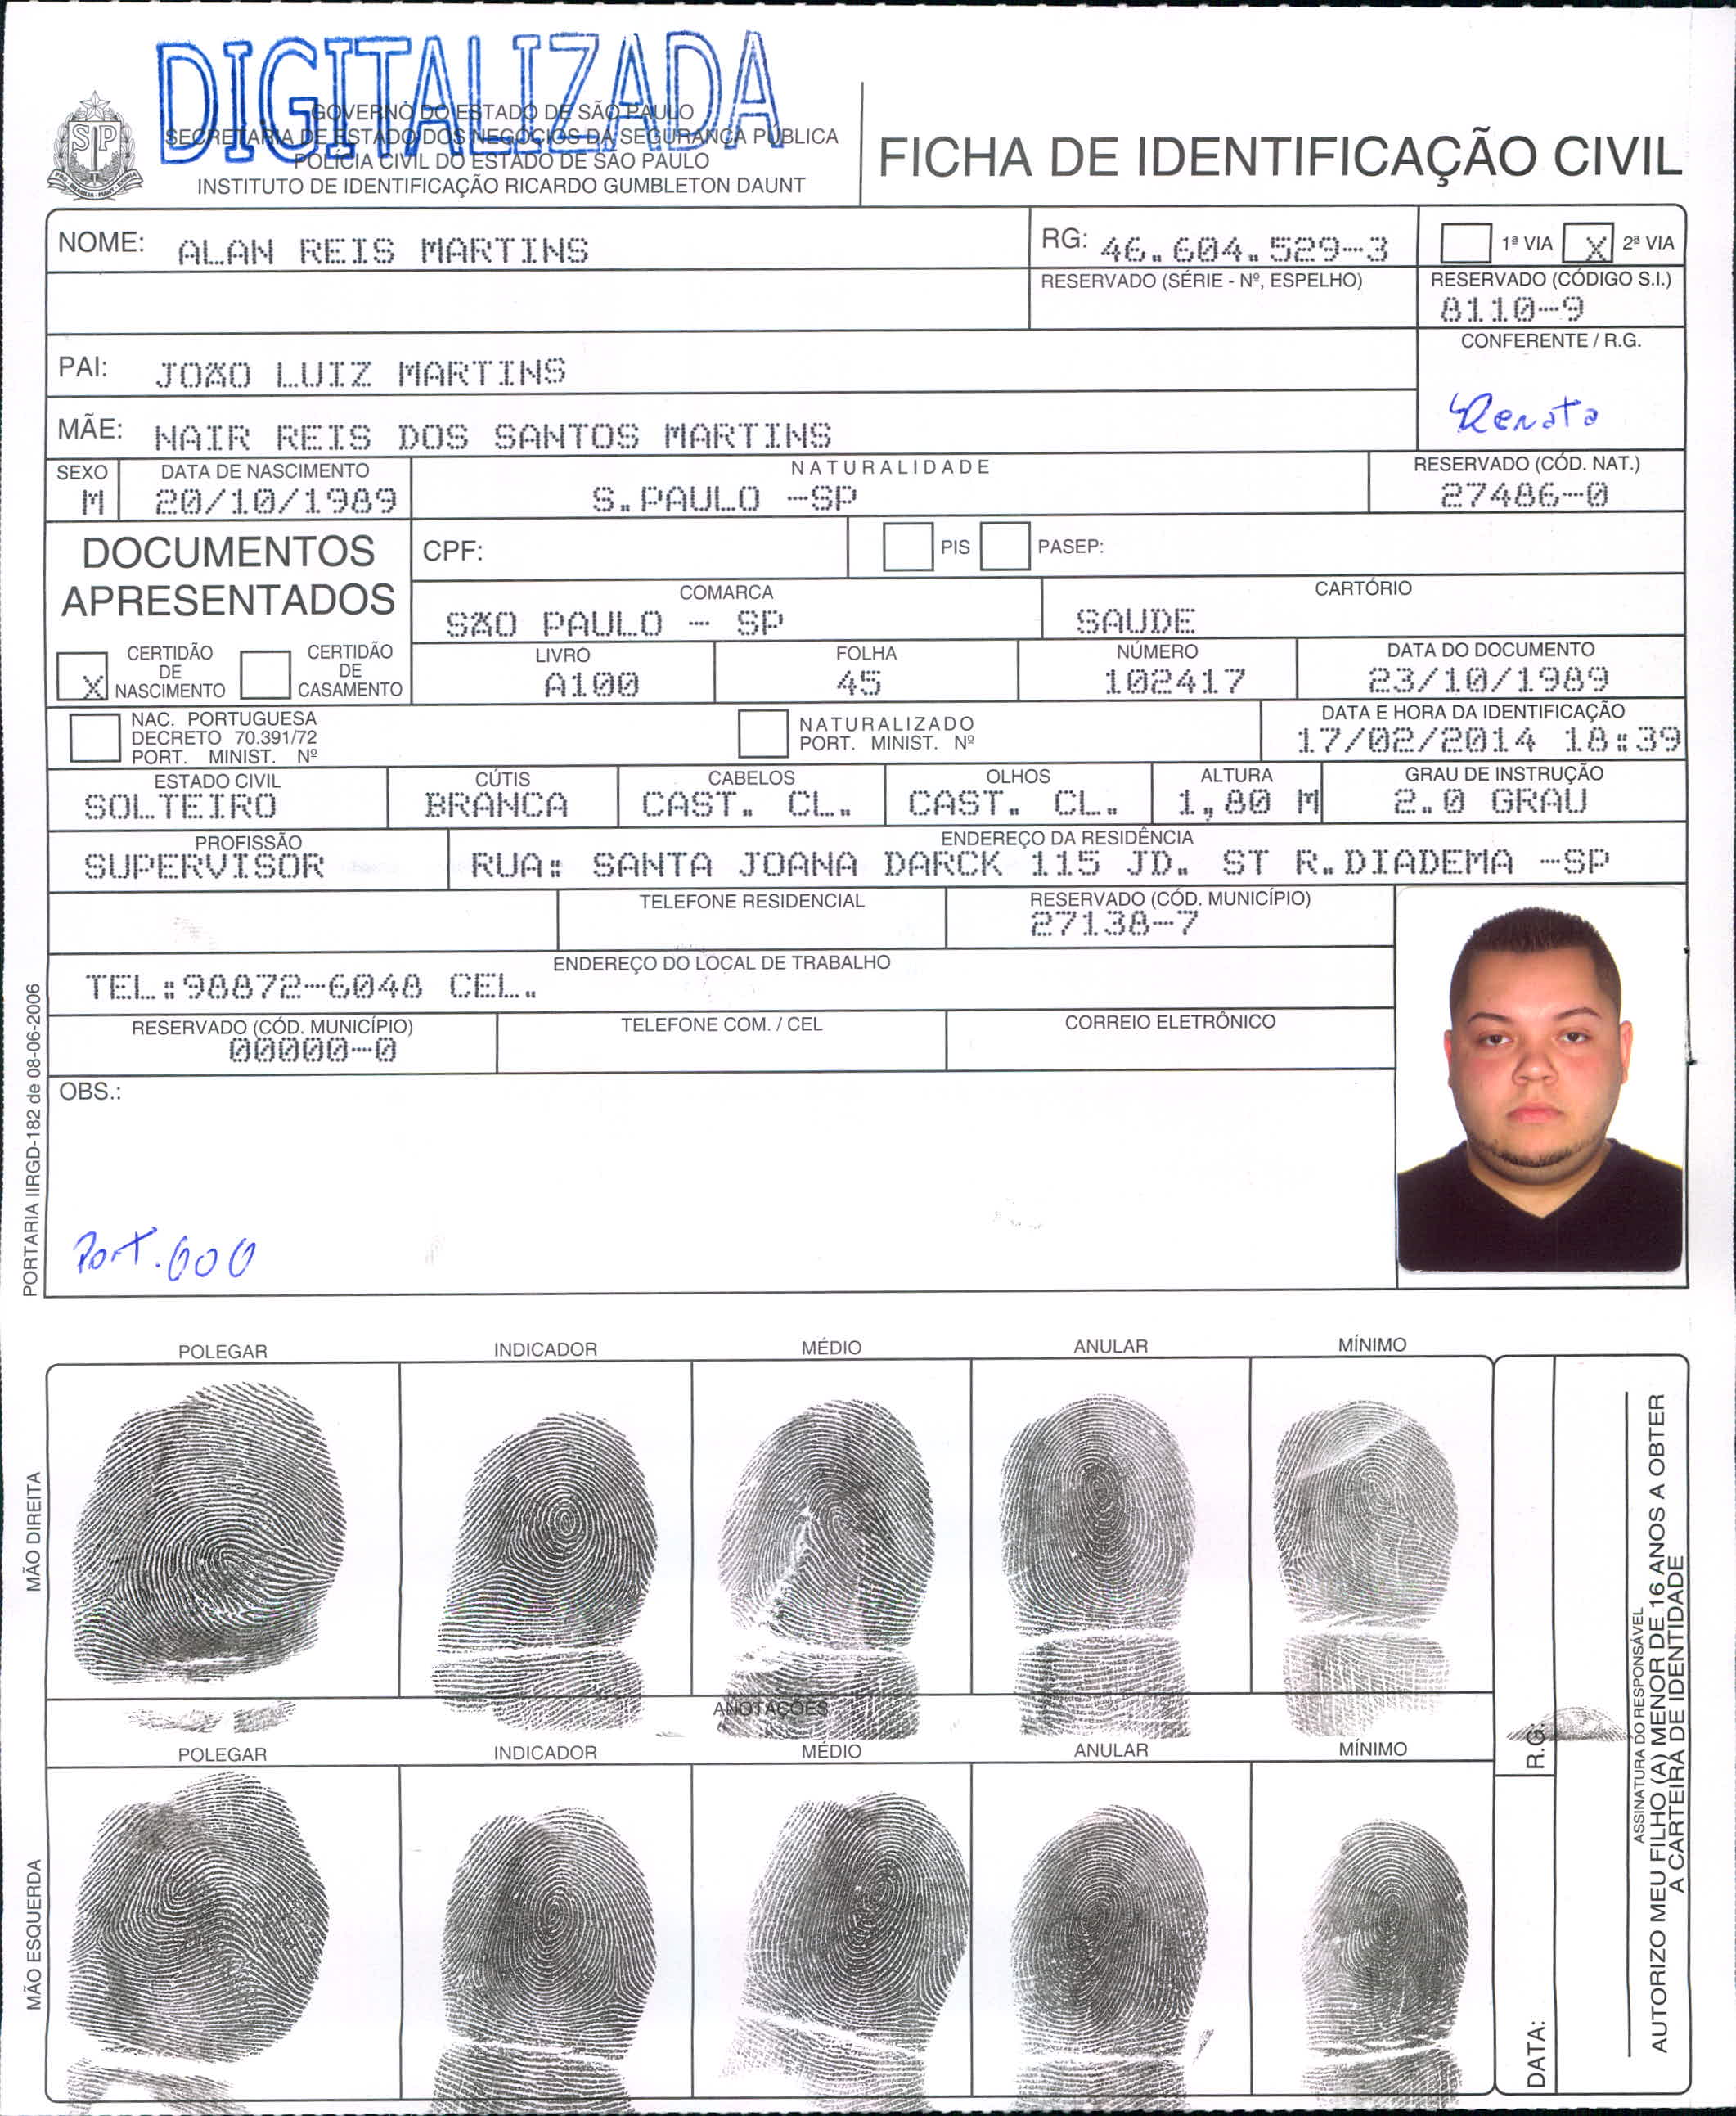 DIGITALIZADA
GOVERNO DO ESTADO DE SÃO PAULO
SECRETARIA DE ESTADO DOS NEGÓCIOS DA SEGURANÇA PÚBLICA
POLÍCIA CIVIL DO ESTADO DE SÃO PAULO
INSTITUTO DE IDENTIFICAÇÃO RICARDO GUMBLETON DAUNT
FICHA DE IDENTIFICAÇÃO CIVIL
NOME: ALAN REIS MARTINS
RG: 46.604.529-3
1ª VIA X 2ª VIA
RESERVADO (SÉRIE - Nº, ESPELHO)
RESERVADO (CÓDIGO S.I.)
8110-9
PAI: JOÃO LUIZ MARTINS
CONFERENTE / R.G.
Renata
MÃE: NAIR REIS DOS SANTOS MARTINS
SEXO
M
DATA DE NASCIMENTO
20/10/1989
NATURALIDADE
S.PAULO -SP
RESERVADO (CÓD. NAT.)
27486-0
DOCUMENTOS
APRESENTADOS
CPF:
PIS
PASEP:
COMARCA
SÃO PAULO - SP
CARTÓRIO
SAUDE
X CERTIDÃO
DE
NASCIMENTO
CERTIDÃO
DE
CASAMENTO
LIVRO
A100
FOLHA
45
NÚMERO
102417
DATA DO DOCUMENTO
23/10/1989
NAC. PORTUGUESA
DECRETO 70.391/72
PORT. MINIST. Nº
NATURALIZADO
PORT. MINIST. Nº
DATA E HORA DA IDENTIFICAÇÃO
17/02/2014 18:39
ESTADO CIVIL
SOLTEIRO
CÚTIS
BRANCA
CABELOS
CAST. CL.
OLHOS
CAST. CL.
ALTURA
1,80 M
GRAU DE INSTRUÇÃO
2.0 GRAU
PROFISSÃO
SUPERVISOR
ENDEREÇO DA RESIDÊNCIA
RUA: SANTA JOANA DARCK 115 JD. ST R.DIADEMA -SP
TELEFONE RESIDENCIAL
RESERVADO (CÓD. MUNICÍPIO)
27138-7
ENDEREÇO DO LOCAL DE TRABALHO
TEL:98872-6048 CEL.
RESERVADO (CÓD. MUNICÍPIO)
00000-0
TELEFONE COM. / CEL
CORREIO ELETRÔNICO
OBS.:
Port. 600
PORTARIA IIRGD-182 de 08-06-2006
POLEGAR INDICADOR MÉDIO ANULAR MÍNIMO
MÃO DIREITA
ANOTAÇÕES
POLEGAR INDICADOR MÉDIO ANULAR MÍNIMO
MÃO ESQUERDA
R.G.
DATA:
ASSINATURA DO RESPONSÁVEL
AUTORIZO MEU FILHO (A) MENOR DE 16 ANOS A OBTER
A CARTEIRA DE IDENTIDADE